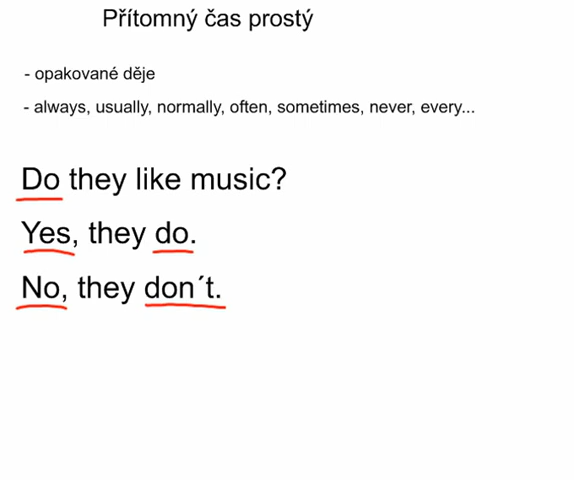 Přítomný čas prostý
- opakované děje
- always, usually, normally, often, sometimes, never, every...
Do they like music?
Yes, they do.
No, they don´t.